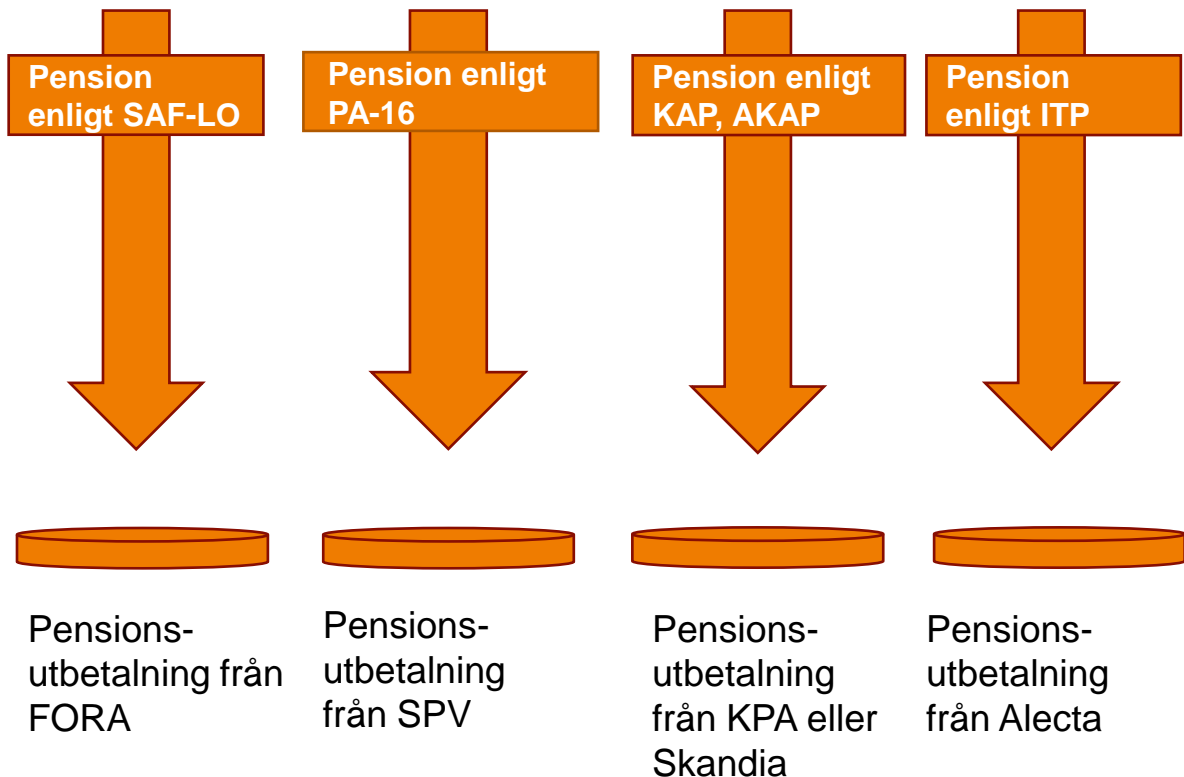 Pension
enligt SAF-LO
Pension enligt
PA-16
Pension enligt
KAP, AKAP
Pension
enligt ITP
Pensions-
utbetalning från
FORA
Pensions-
utbetalning
från SPV
Pensions-
utbetalning
från KPA eller
Skandia
Pensions-
utbetalning
från Alecta